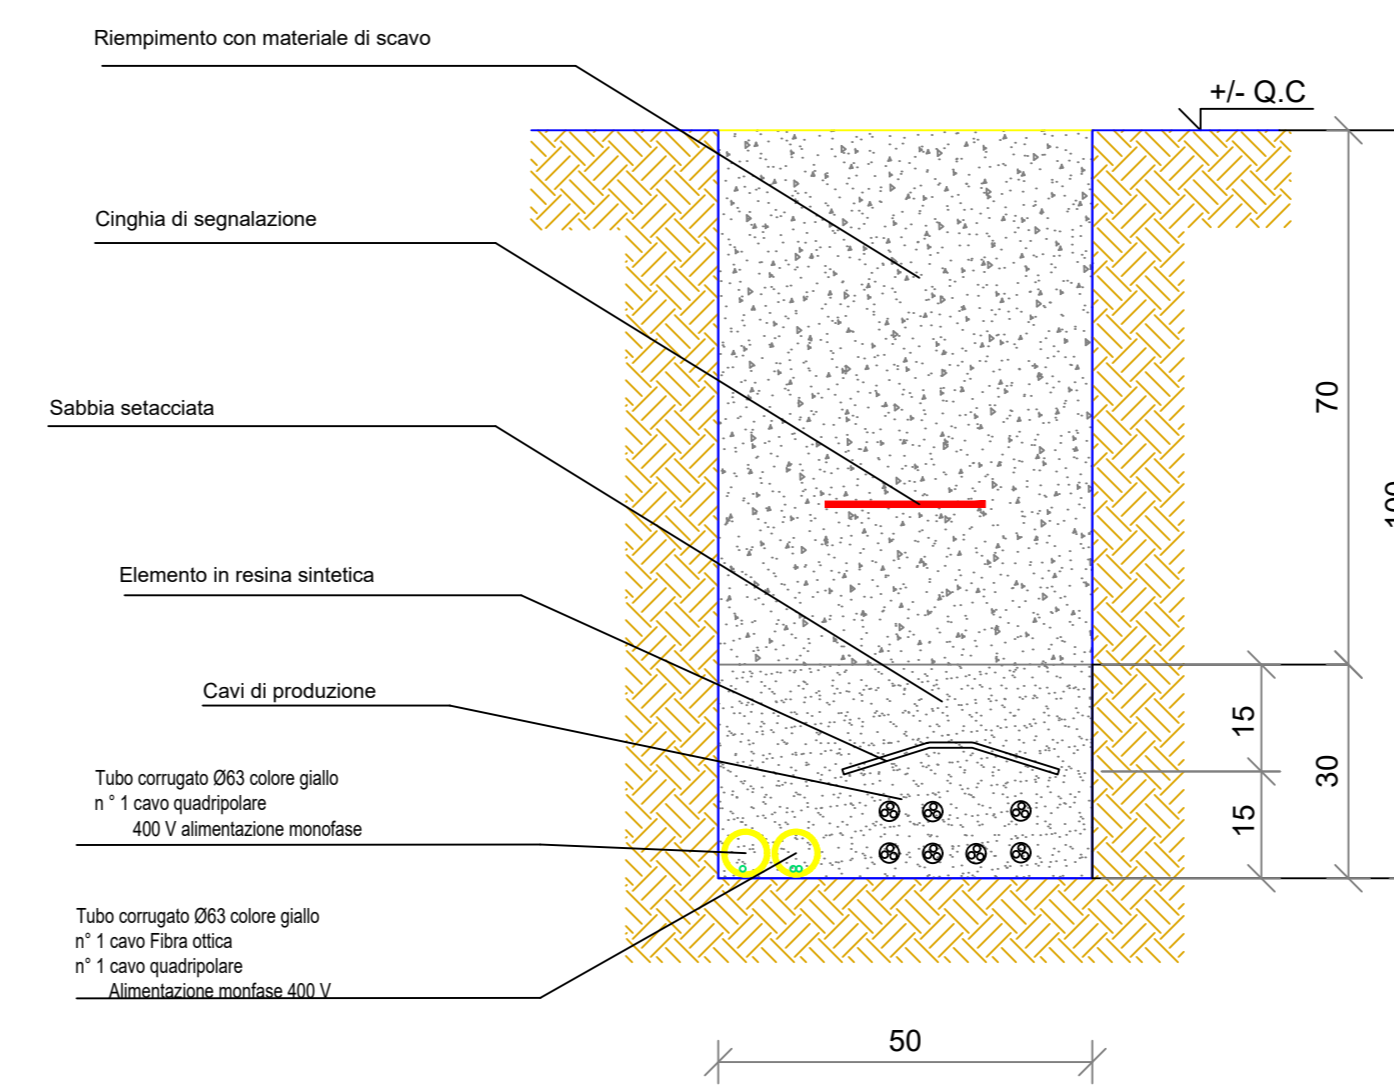 Riempimento con materiale di scavo
+/- Q.C
Cinghia di segnalazione
70
Sabbia setacciata
100
Elemento in resina sintetica
Cavi di produzione
15
30
15
Tubo corrugato Ø63 colore giallo
n ° 1 cavo quadripolare
400 V alimentazione monofase
Tubo corrugato Ø63 colore giallo
n° 1 cavo Fibra ottica
n° 1 cavo quadripolare
Alimentazione monfase 400 V
50